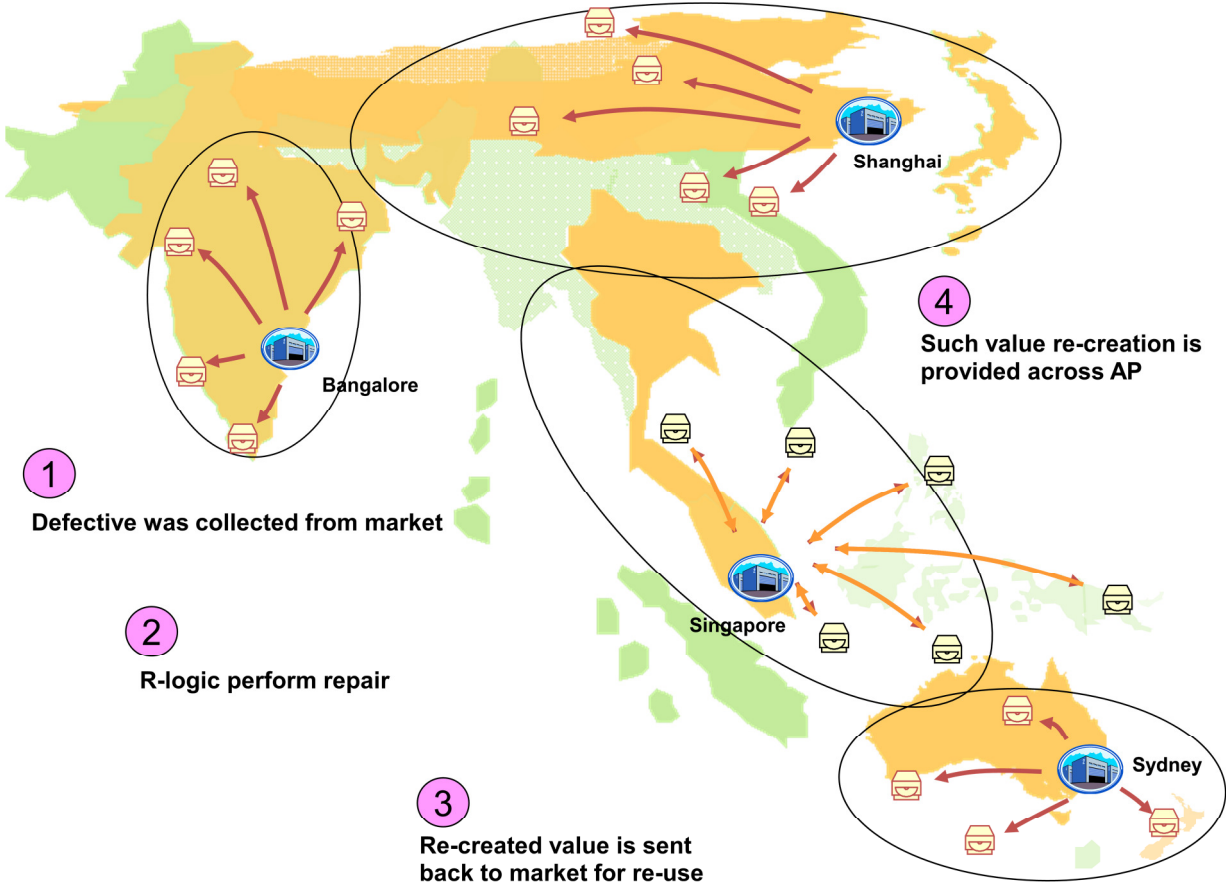 Shanghai
Bangalore
4
Such value re-creation is
provided across AP
1
Defective was collected from market
2
R-logic perform repair
Singapore
Sydney
3
Re-created value is sent
back to market for re-use